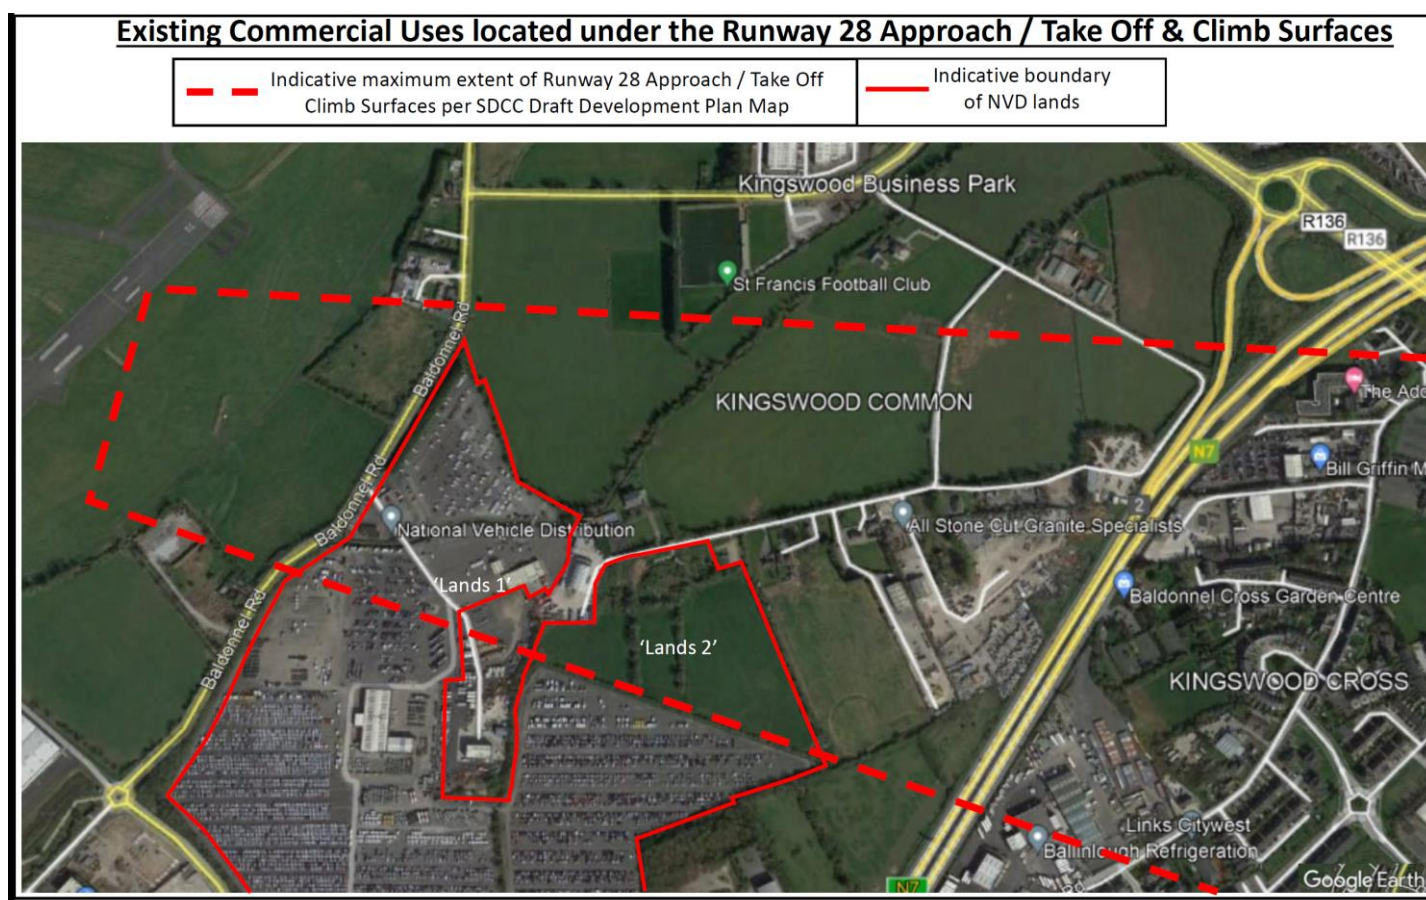 Existing Commercial Uses located under the Runway 28 Approach / Take Off & Climb Surfaces
Indicative maximum extent of Runway 28 Approach / Take Off
Climb Surfaces per SDCC Draft Development Plan Map
Indicative boundary
of NVD lands
Kingswood Business Park
R136
R136
St Francis Football Club
Baldonnel Rd
KINGSWOOD COMMON
The Add
N7
Bill Griffin M
Baldonnel Rd
National Vehicle Distribution
2
All Stone Cut Granite Specialists
'Lands 1'
Baldonnel Cross Garden Centre
Baldonnel Rd
'Lands 2'
KINGSWOOD CROSS
Links Citywest
Ballinlough Refrigeration
Google Earth
N7